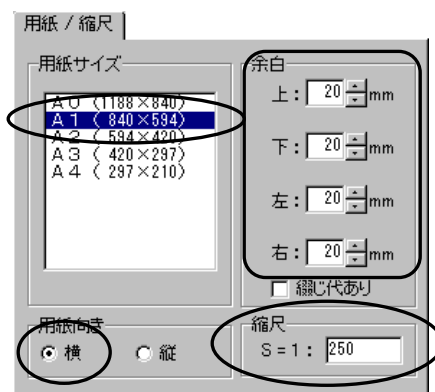 用紙 / 縮尺
用紙サイズ
A0 (1188×840)
A1 ( 840×594)
A2 ( 594×420)
A3 ( 420×297)
A4 ( 297×210)
余白
上: 20 mm
下: 20 mm
左: 20 mm
右: 20 mm
綴じ代あり
用紙向き
横 縦
縮尺
S=1: 250